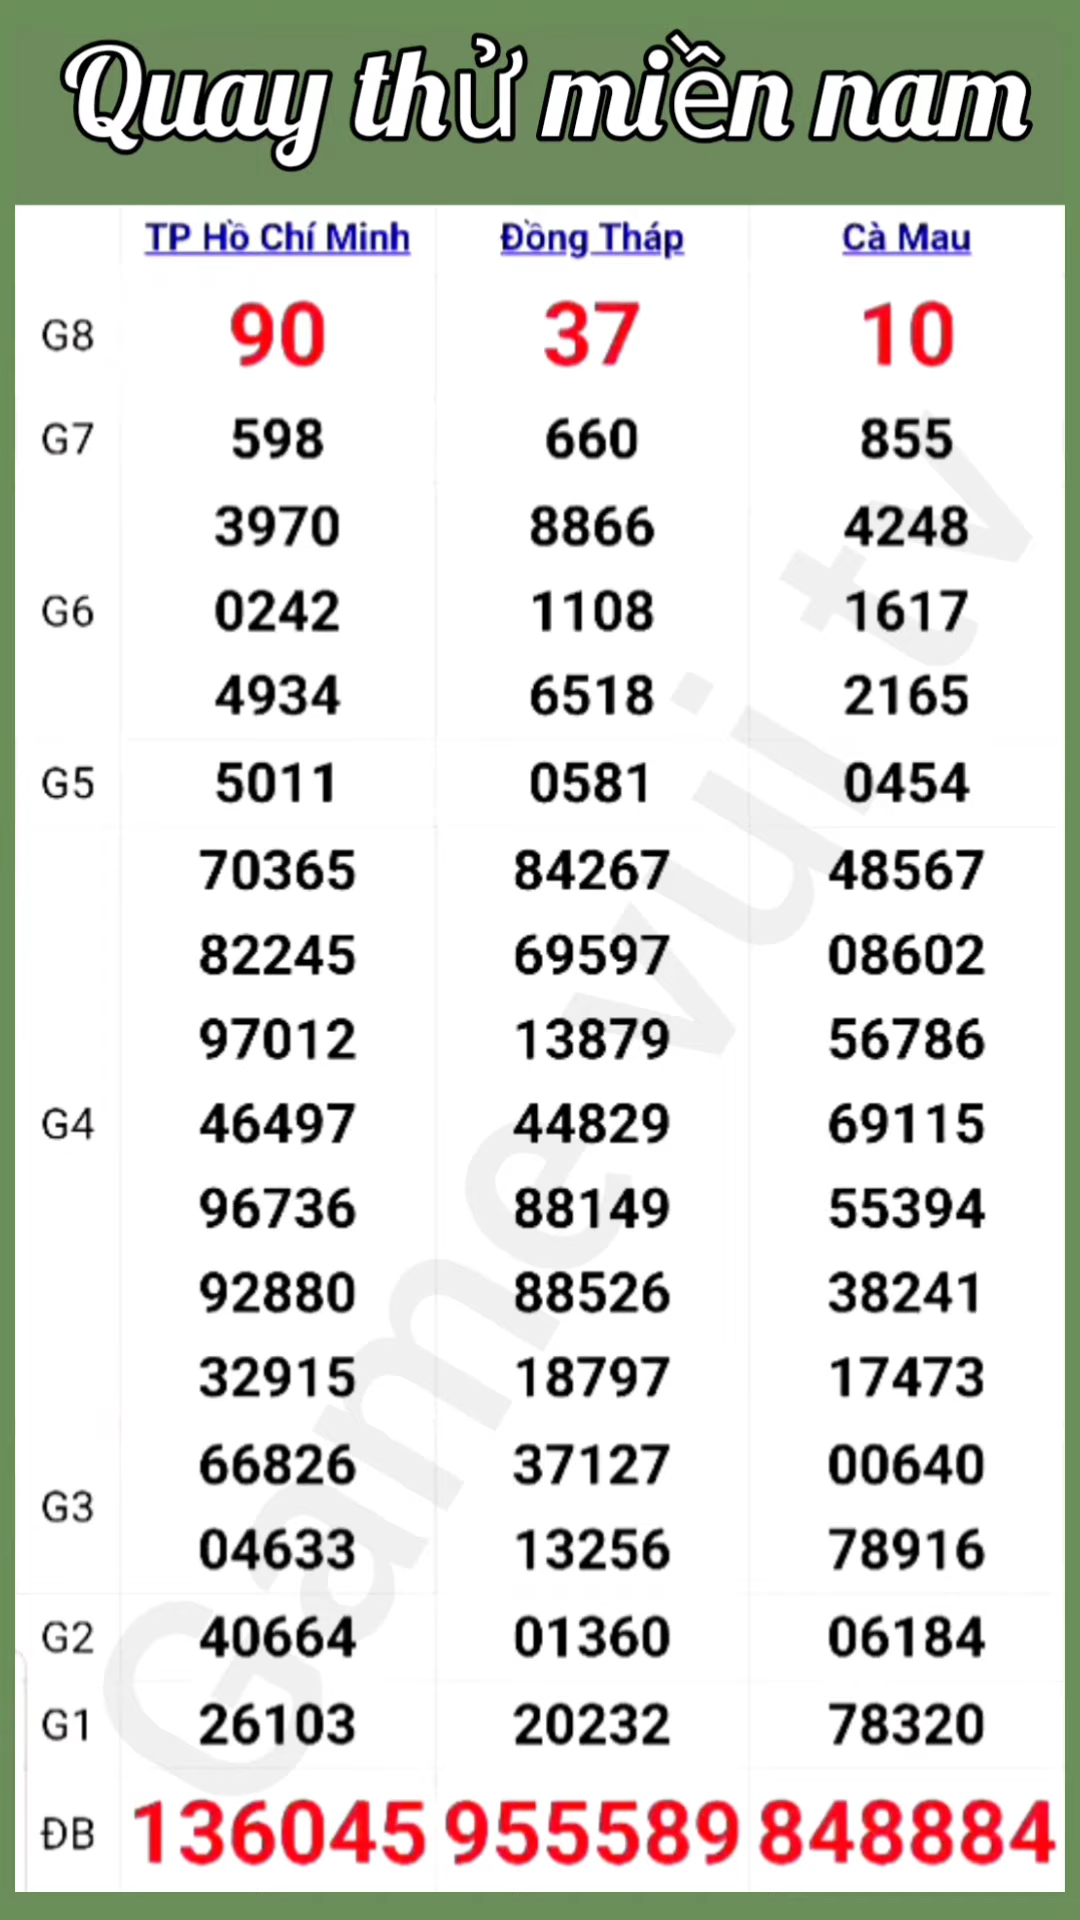 Quay thử miền nam
TP Hồ Chí Minh Đồng Tháp Cà Mau
G8 90 37 10
G7 598 660 855
3970 8866 4248
G6 0242 1108 1617
4934 6518 2165
G5 5011 0581 0454
70365 84267 48567
82245 69597 08602
97012 13879 56786
G4 46497 44829 69115
96736 88149 55394
92880 88526 38241
32915 18797 17473
66826 37127 00640
G3
04633 13256 78916
G2 40664 01360 06184
G1 26103 20232 78320
ĐB 136045 955589 848884
Game vui tv